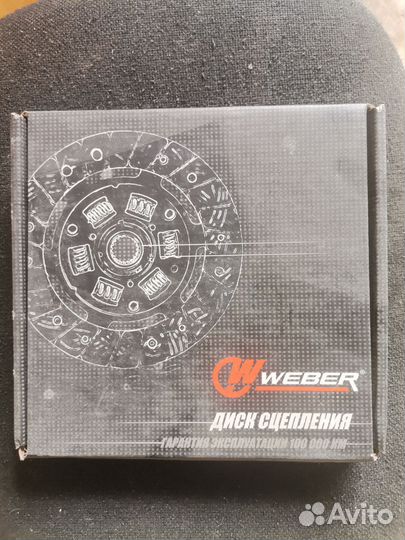 WEBER®
ДИСК СЦЕПЛЕНИЯ
ГАРАНТИЯ ЭКСПЛУАТАЦИИ 100 000 КМ
Avito